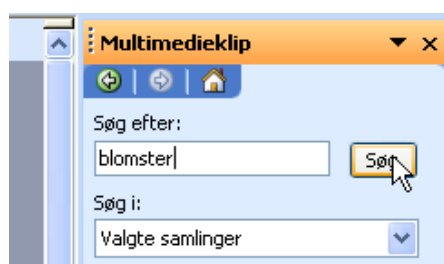 Multimedieklip
Søg efter:
blomster
Søg
Søg i:
Valgte samlinger